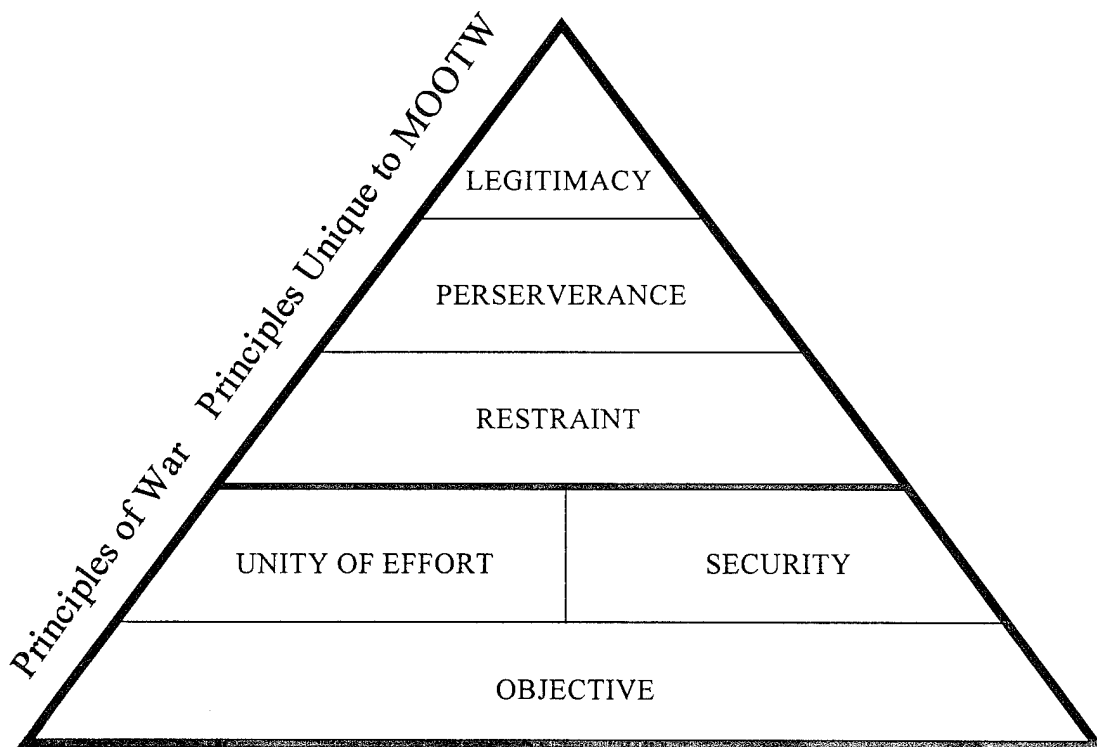 Principles Unique to MOOTW
Principles of War
LEGITIMACY
PERSERVERANCE
RESTRAINT
UNITY OF EFFORT
SECURITY
OBJECTIVE